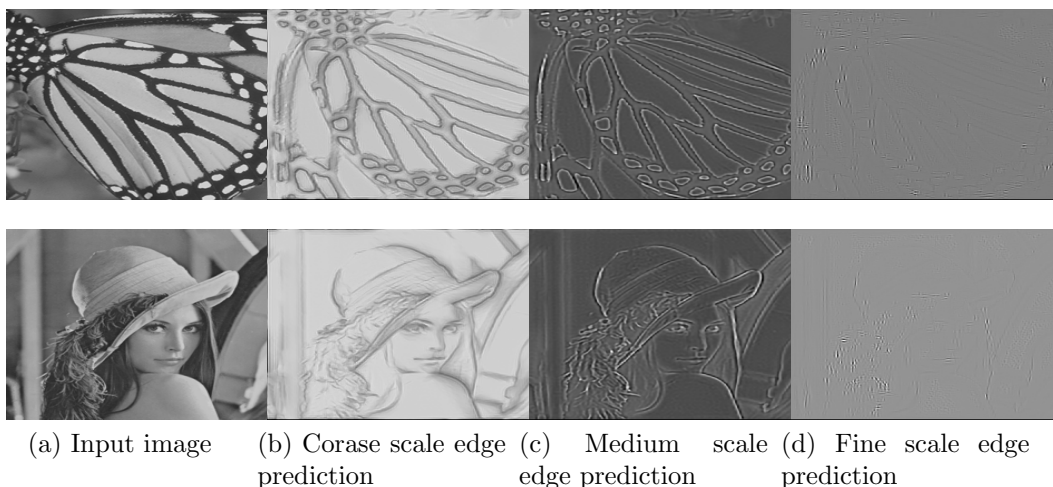 (a) Input image
(b) Corase scale edge
prediction
(c) Medium scale
edge prediction
(d) Fine scale edge
prediction